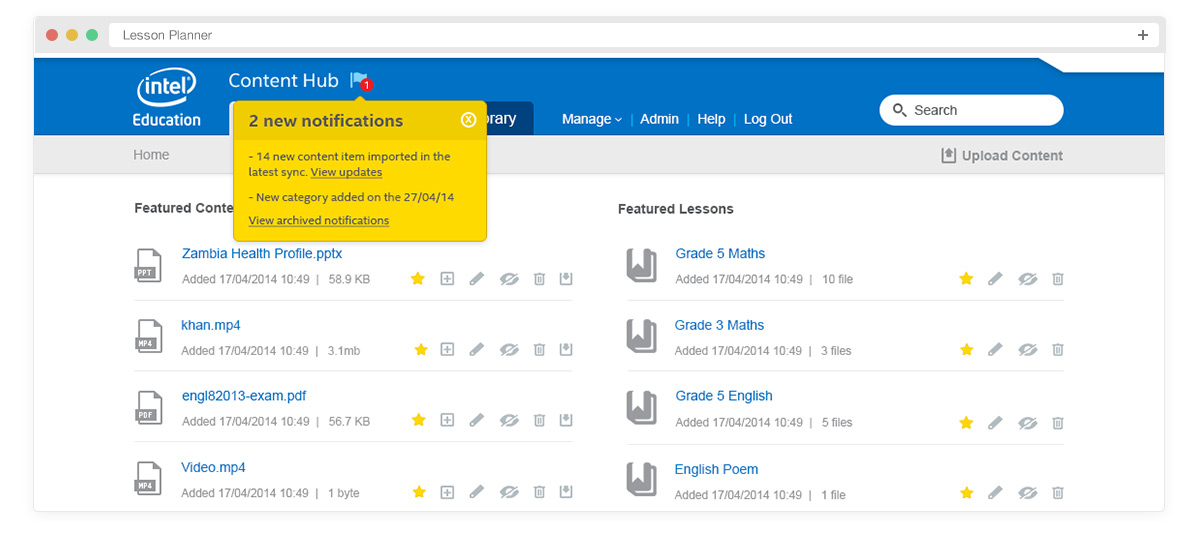 Lesson Planner
intel
Education
Content Hub
1
Manage | Admin | Help | Log Out
Search
2 new notifications
- 14 new content item imported in the
latest sync. View updates
- New category added on the 27/04/14
View archived notifications
Home
Upload Content
Featured
Zambia Health Profile.pptx
PPT
Added 17/04/2014 10:49 | 58.9 KB
khan.mp4
MP4
Added 17/04/2014 10:49 | 3.1mb
engl82013-exam.pdf
PDF
Added 17/04/2014 10:49 | 56.7 KB
Video.mp4
MP4
Added 17/04/2014 10:49 | 1 byte
Featured Lessons
Grade 5 Maths
Added 17/04/2014 10:49 | 10 file
Grade 3 Maths
Added 17/04/2014 10:49 | 3 files
Grade 5 English
Added 17/04/2014 10:49 | 5 files
English Poem
Added 17/04/2014 10:49 | 1 file